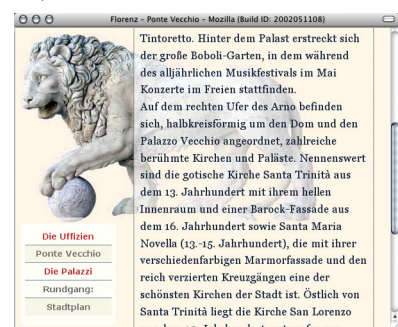 Florenz - Ponte Vecchio - Mozilla {Build ID: 2002051108}
Tintoretto. Hinter dem Palast erstreckt sich
der große Boboli-Garten, in dem während
des alljährlichen Musikfestivals im Mai
Konzerte im Freien stattfinden.
Auf dem rechten Ufer des Arno befinden
sich, halbkreisförmig um den Dom und den
Palazzo Vecchio angeordnet, zahlreiche
berühmte Kirchen und Paläste. Nennenswert
sind die gotische Kirche Santa Trinità aus
dem 13. Jahrhundert mit ihrem hellen
Innenraum und einer Barock-Fassade aus
dem 16. Jahrhundert sowie Santa Maria
Novella (13.-15. Jahrhundert), die mit ihrer
verschiedenfarbigen Marmorfassade und den
reich verzierten Kreuzgängen eine der
schönsten Kirchen der Stadt ist. Östlich von
Santa Trinità liegt die Kirche San Lorenzo
Die Uffizien
Ponte Vecchio
Die Palazzi
Rundgang:
Stadtplan